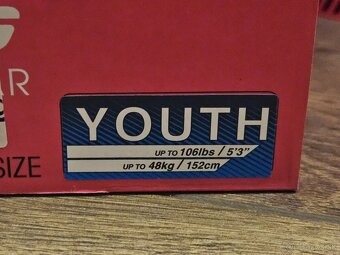 YOUTH
UP TO 106lbs / 5'3"
SIZE
UP TO 48kg / 152cm